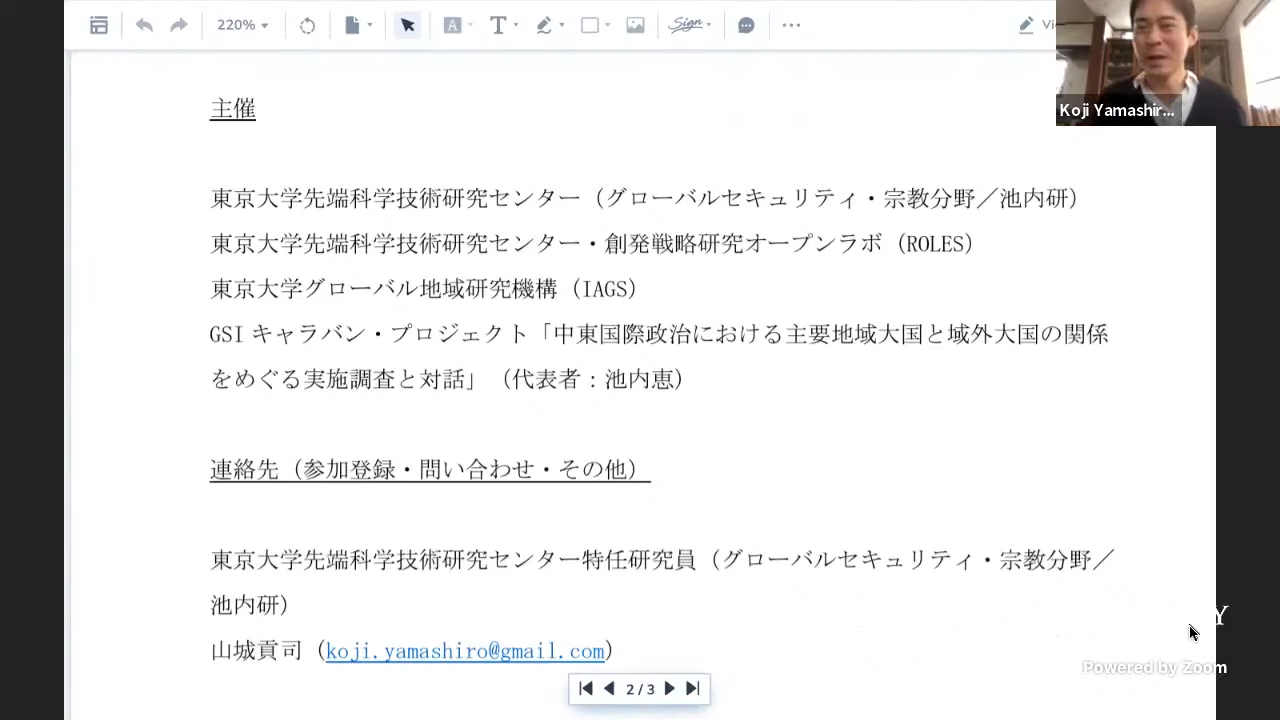 220%
A
T
Sign
Vi
Koji Yamashir...
主催
東京大学先端科学技術研究センター（グローバルセキュリティ・宗教分野／池内研）
東京大学先端科学技術研究センター・創発戦略研究オープンラボ（ROLES）
東京大学グローバル地域研究機構（IAGS）
GSI キャラバン・プロジェクト「中東国際政治における主要地域大国と域外大国の関係
をめぐる実施調査と対話」（代表者：池内恵）
連絡先（参加登録・問い合わせ・その他）
東京大学先端科学技術研究センター特任研究員（グローバルセキュリティ・宗教分野／
池内研）
山城貢司（koji.yamashiro@gmail.com）
Y
Powered by Zoom
2 / 3